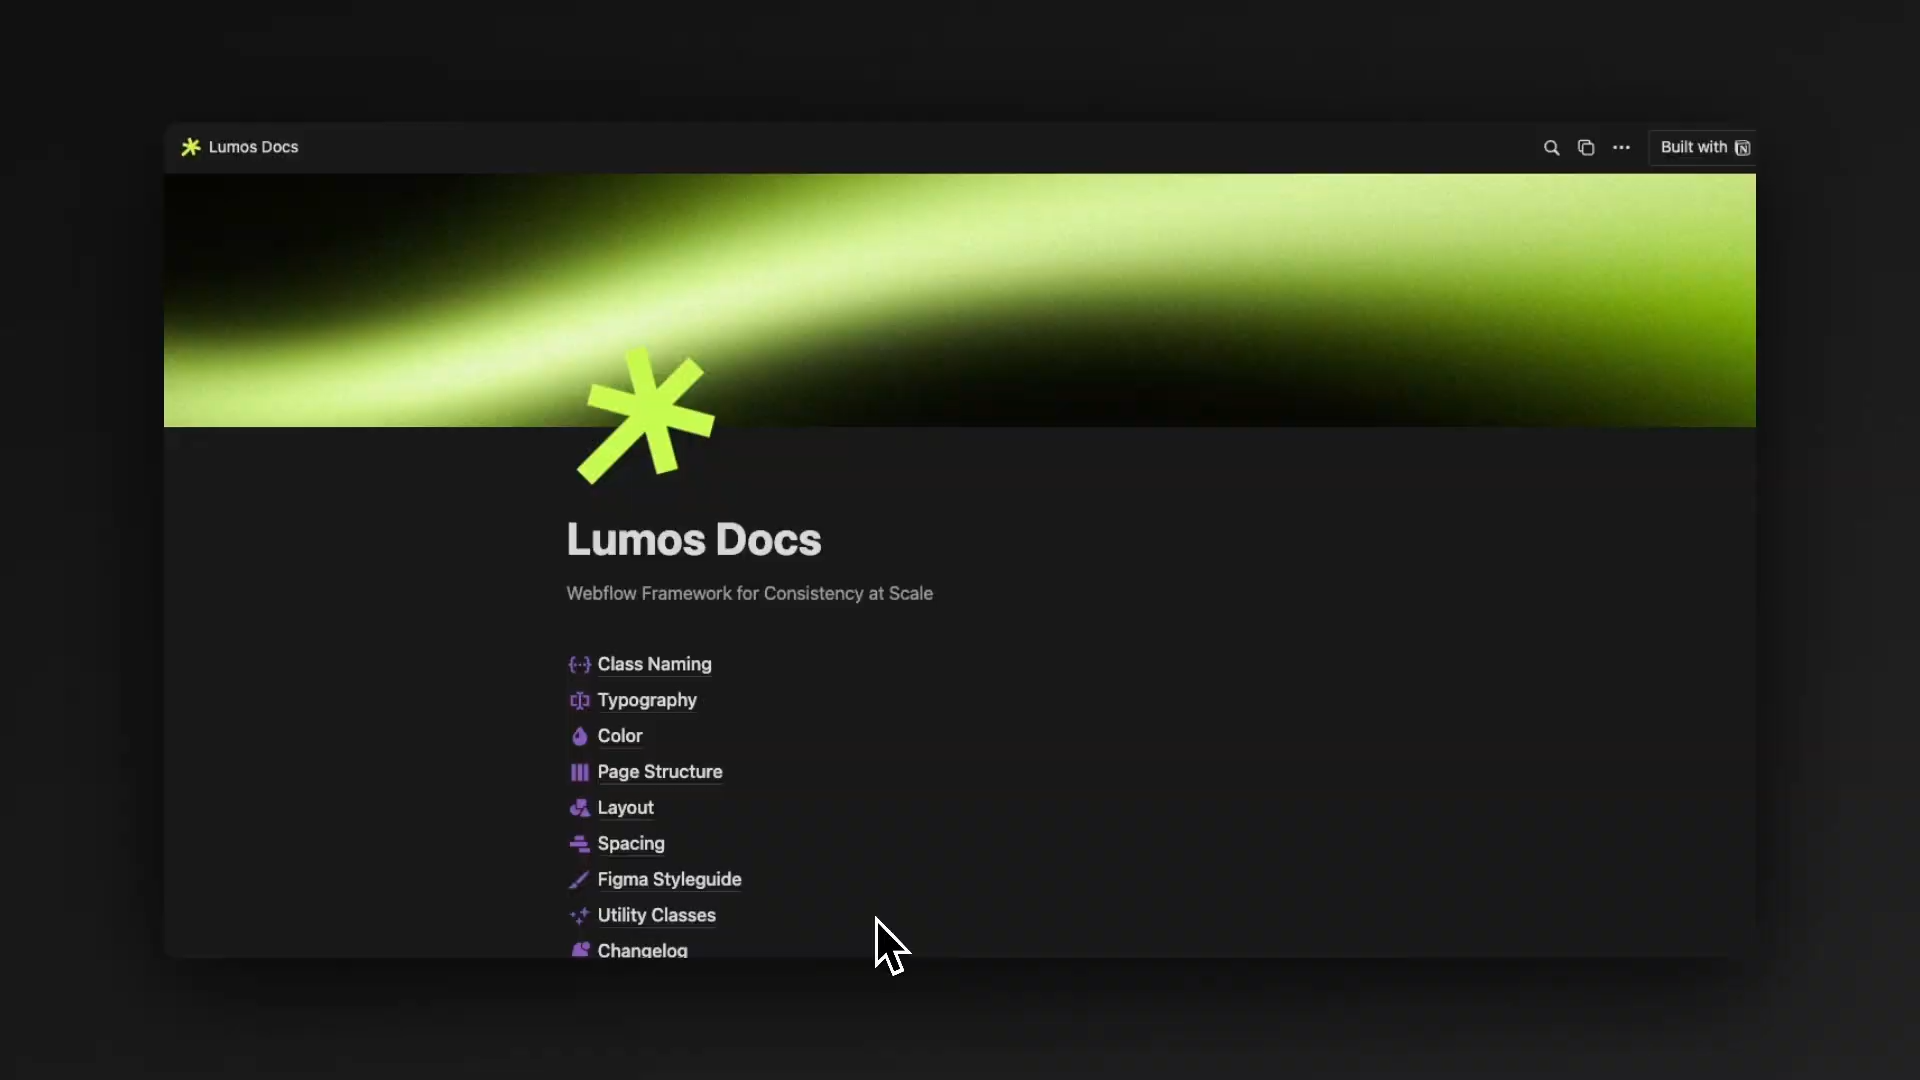 Lumos Docs
Built with
Lumos Docs
Webflow Framework for Consistency at Scale
Class Naming
Typography
Color
Page Structure
Layout
Spacing
Figma Styleguide
Utility Classes
Changelog